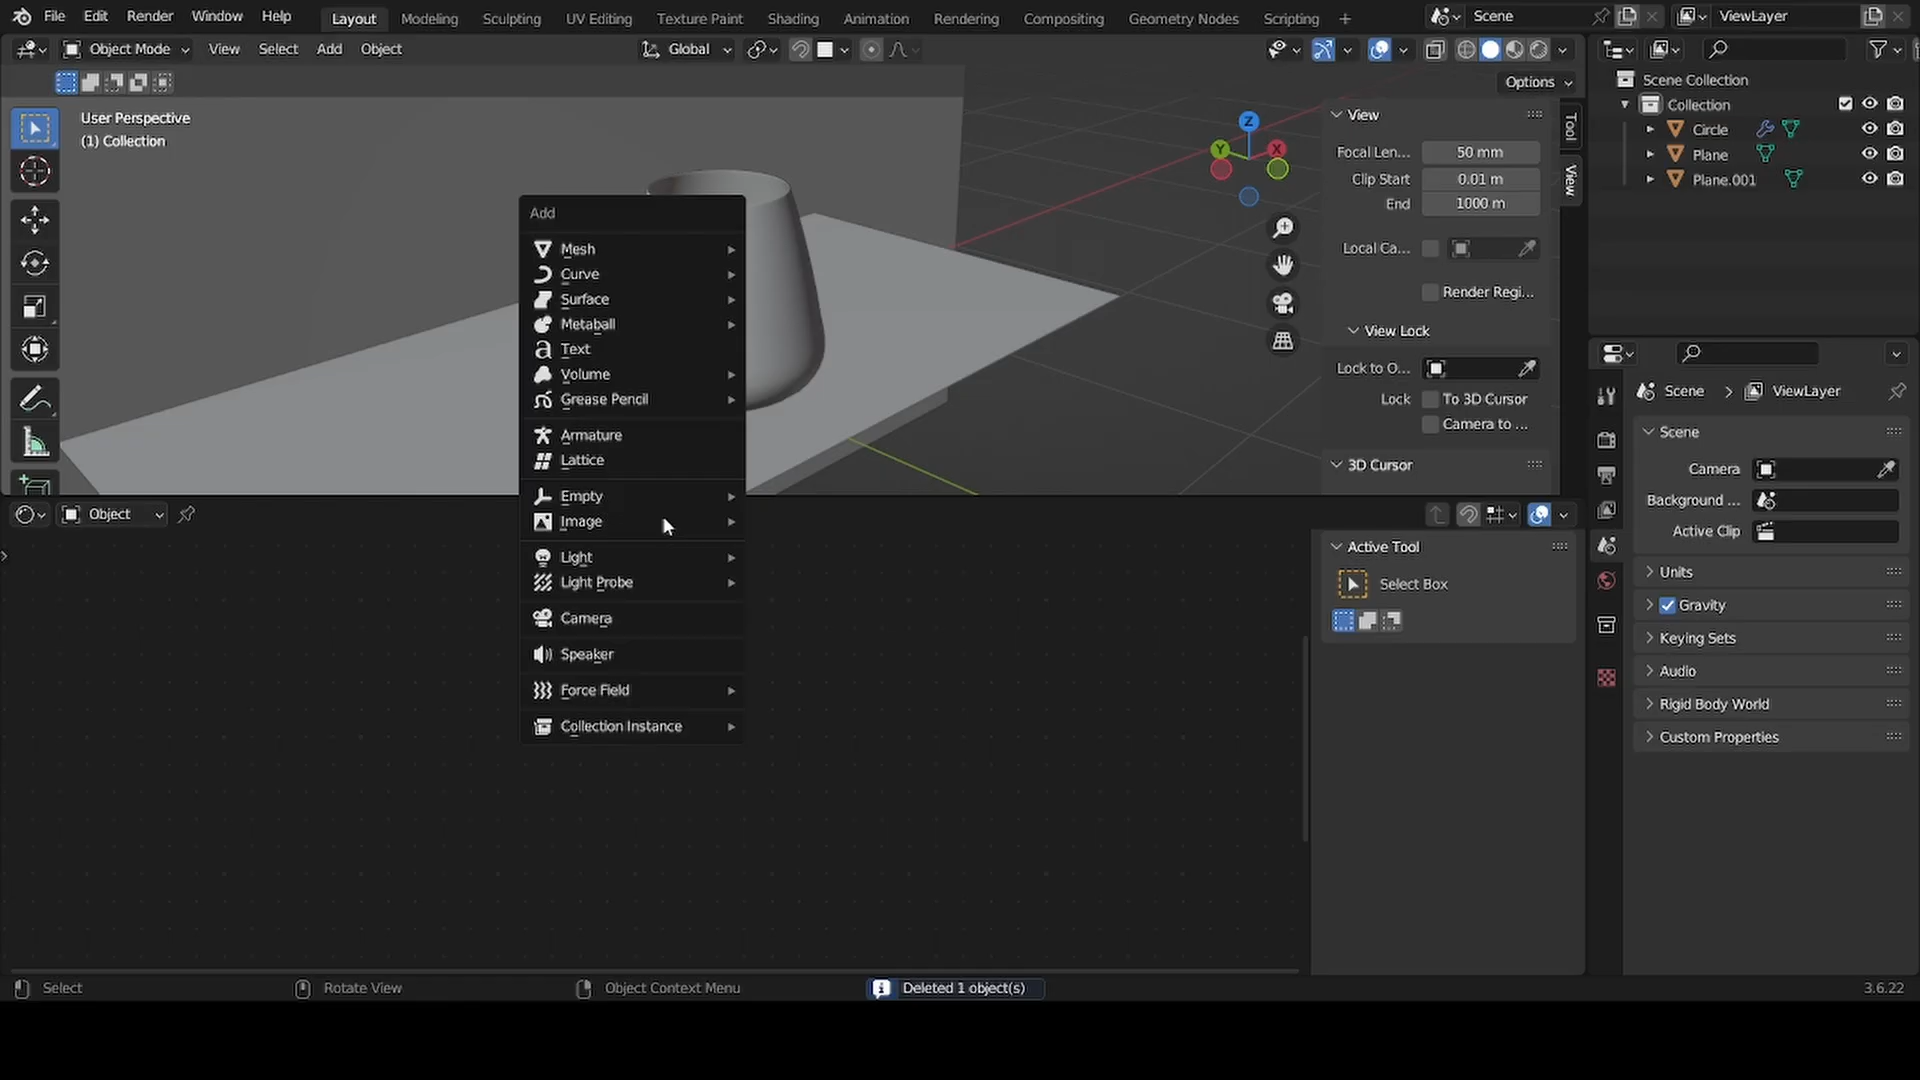 File Edit Render Window Help Layout Modeling Sculpting UV Editing Texture Paint Shading Animation Rendering Compositing Geometry Nodes Scripting + Scene ViewLayer
Object Mode View Select Add Object Global
Options
User Perspective
(1) Collection
Z
Y
X
Add
Mesh
Curve
Surface
Metaball
Text
Volume
Grease Pencil
Armature
Lattice
Empty
Image
Light
Light Probe
Camera
Speaker
Force Field
Collection Instance
View
Focal Len... 50 mm
Clip Start 0.01 m
End 1000 m
Local Ca...
Render Regi...
View Lock
Lock to O...
Lock To 3D Cursor
Camera to ...
3D Cursor
Tool
View
Scene Collection
Collection
Circle
Plane
Plane.001
Scene > ViewLayer
Scene
Camera
Background ...
Active Clip
Units
Gravity
Keying Sets
Audio
Rigid Body World
Custom Properties
Object
Active Tool
Select Box
Select Rotate View Object Context Menu Deleted 1 object(s) 3.6.22